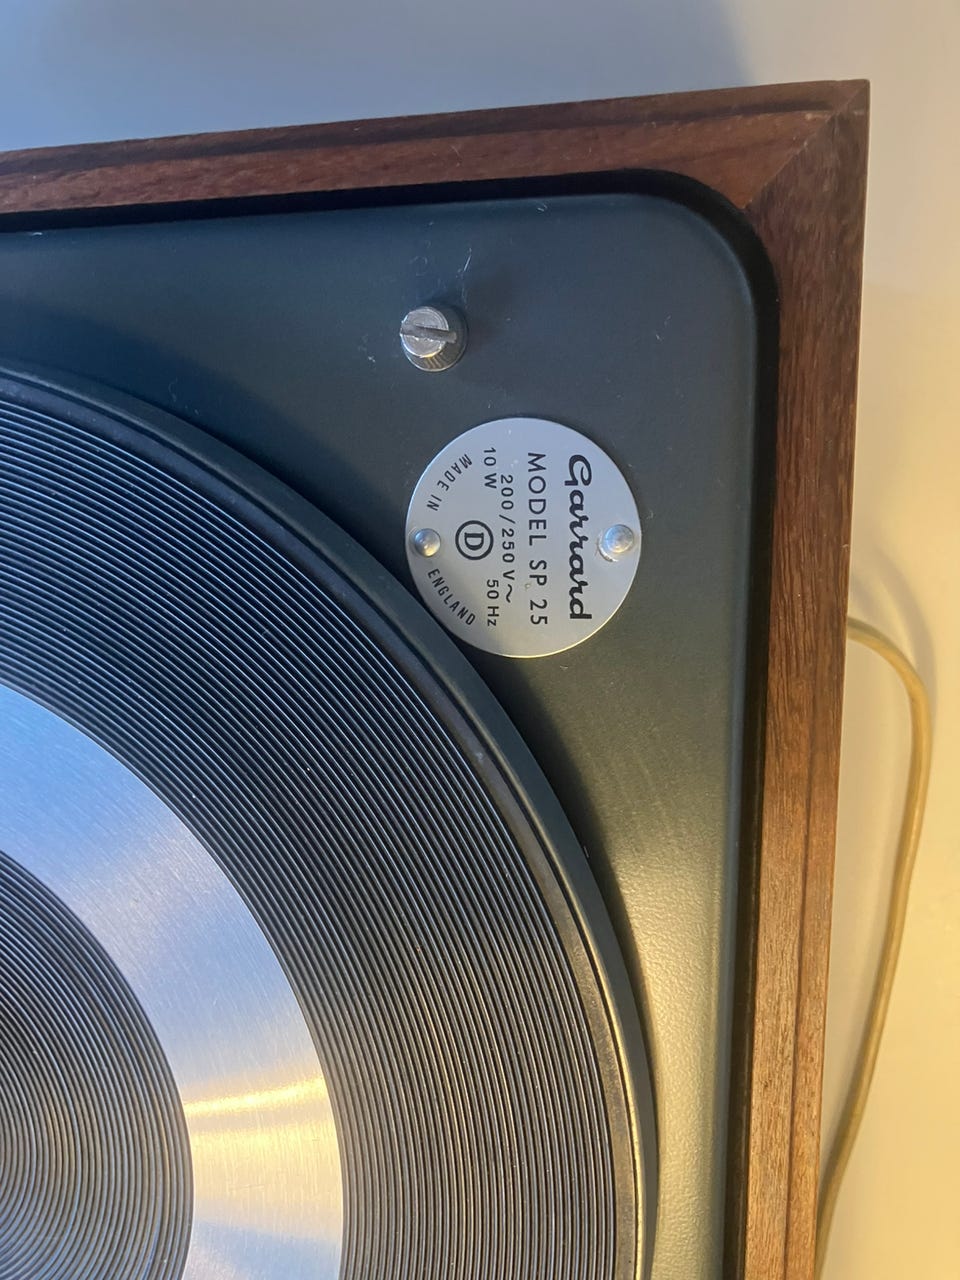 Garrard
MODEL SP 25
200/250 V~
10 W 50 Hz
D
MADE IN ENGLAND